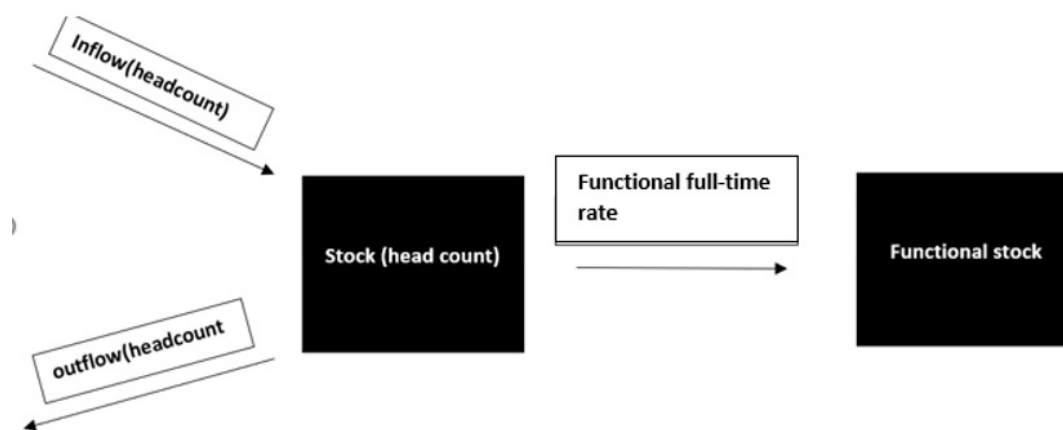 Inflow(headcount)
Functional full-time
rate
Stock (head count)
Functional stock
outflow(headcount